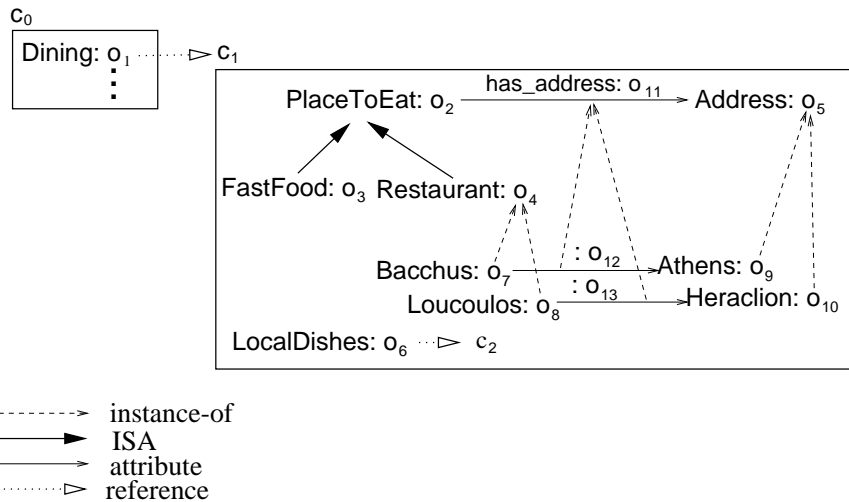 c₀
Dining: o₁
c₁
PlaceToEat: o₂ has_address: o₁₁ Address: o₅
FastFood: o₃ Restaurant: o₄
Bacchus: o₇ : o₁₂ Athens: o₉
Loucoulos: o₈ : o₁₃ Heraclion: o₁₀
LocalDishes: o₆ c₂
instance-of
ISA
attribute
reference